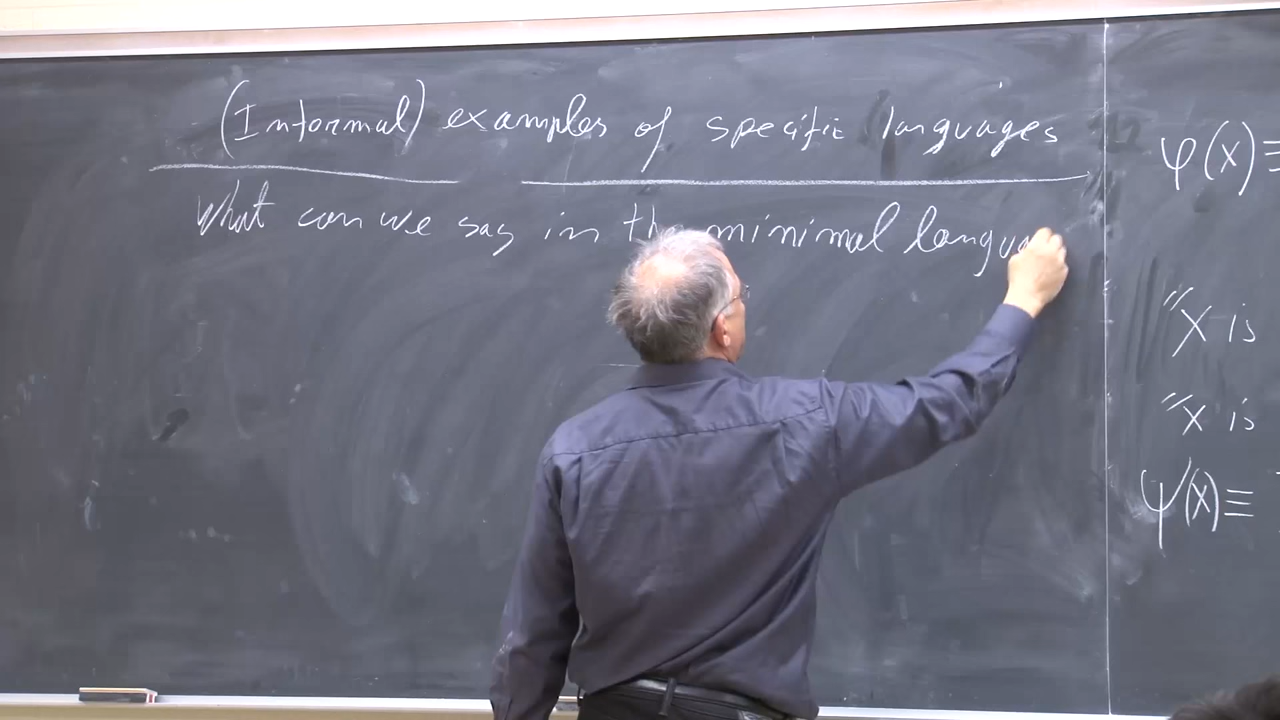 (Informal) examples of specific languages
What can we say in the minimal langua
φ(x)≡
"x is
"x is
ψ(x)≡